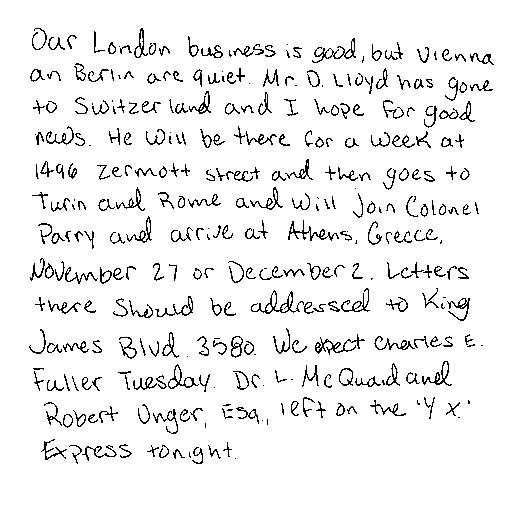 Our London business is good, but Vienna
an Berlin are quiet. Mr. D. Lloyd has gone
to Switzerland and I hope for good
news. He will be there for a week at
1496 Zermott street and then goes to
Turin and Rome and will join Colonel
Parry and arrive at Athens, Greece,
November 27 or December 2. Letters
there should be addressed to King
James Blvd. 3580. We expect Charles E.
Fuller Tuesday. Dr. L. McQuaid and
Robert Unger, Esq., left on the 'Y X.'
Express tonight.